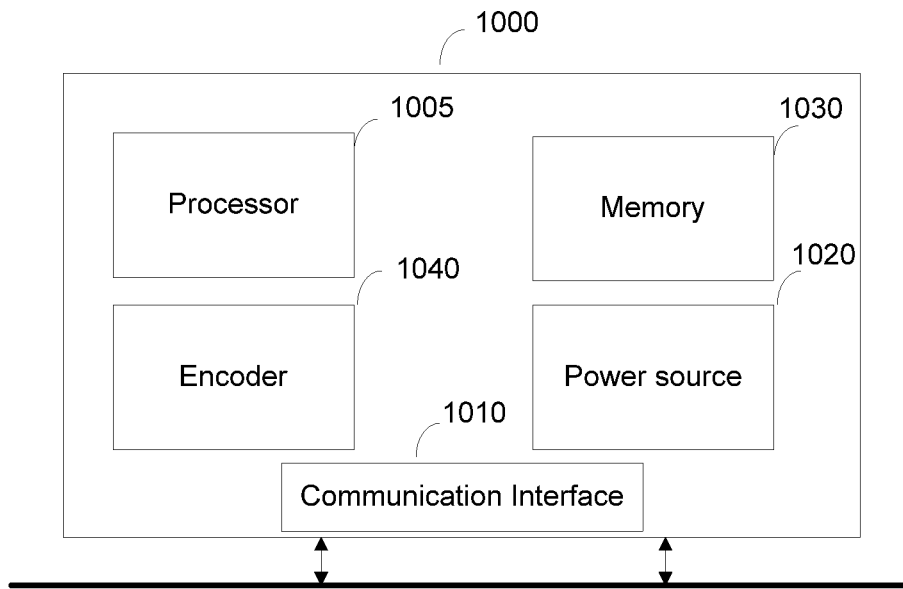 1000
1005
Processor
1030
Memory
1040
Encoder
1020
Power source
1010
Communication Interface